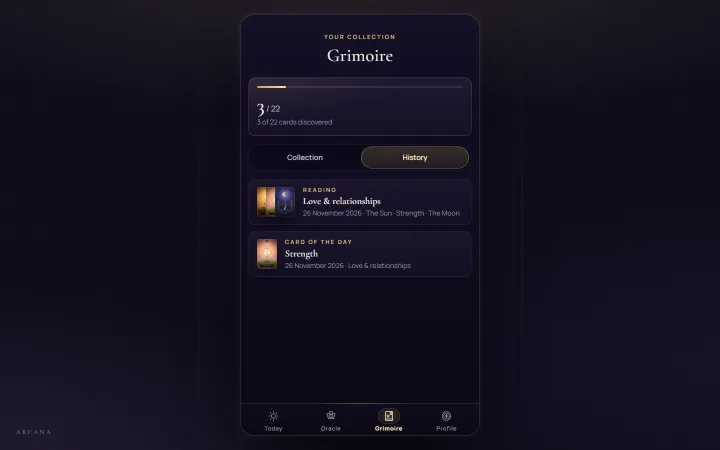 YOUR COLLECTION
Grimoire
3 / 22
3 of 22 cards discovered
Collection
History
READING
Love & relationships
26 November 2026 · The Sun · Strength · The Moon
CARD OF THE DAY
Strength
26 November 2026 · Love & relationships
Today
Oracle
Grimoire
Profile
ARCANA